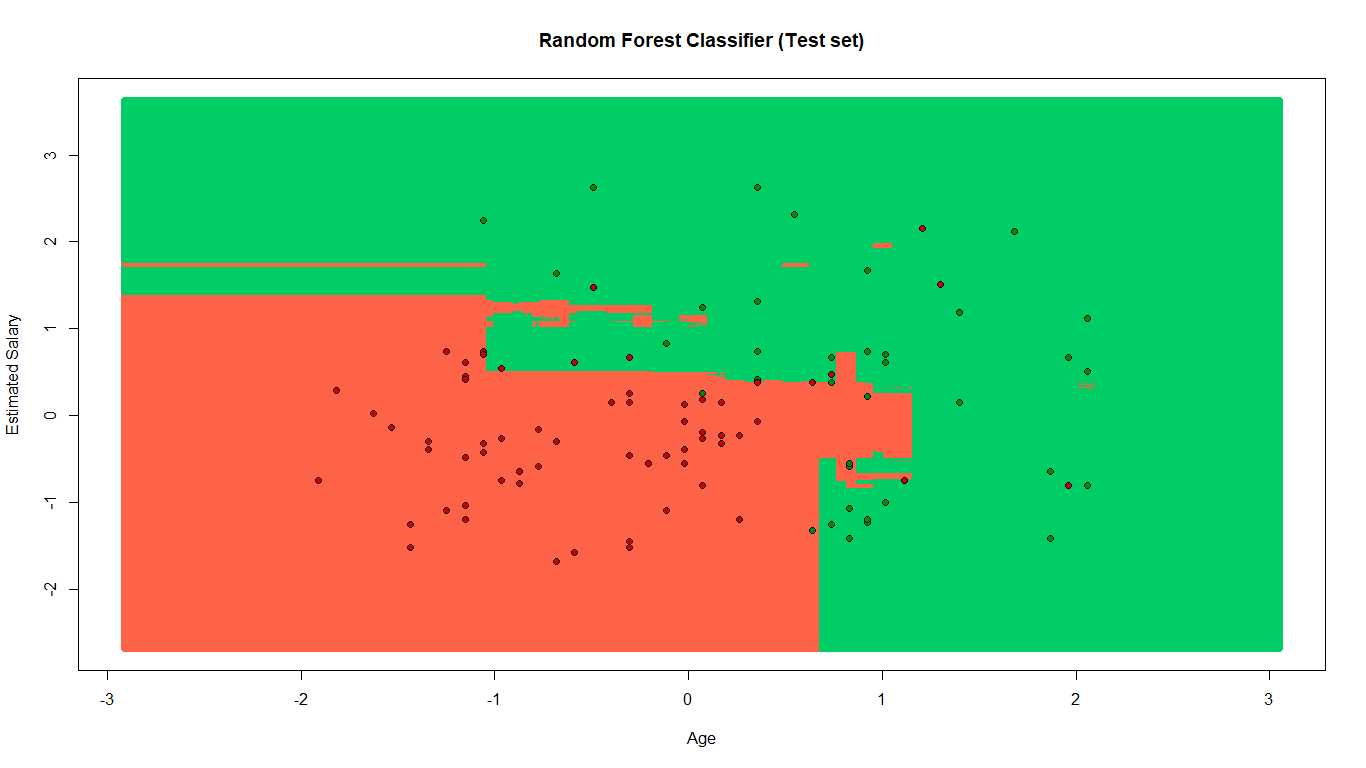 Random Forest Classifier (Test set)
Estimated Salary
3
2
1
0
-1
-2
-3 -2 -1 0 1 2 3
Age